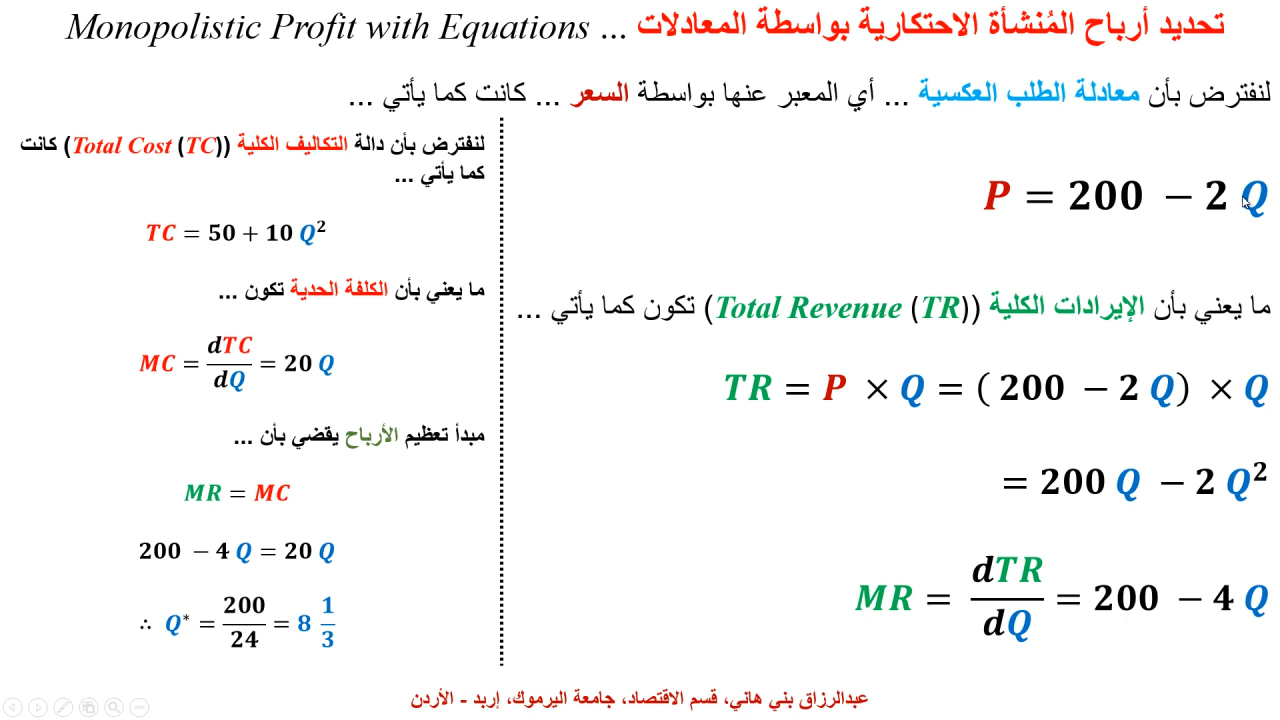 تحديد أرباح المُنشأة الاحتكارية بواسطة المعادلات ... Monopolistic Profit with Equations
لنفترض بأن معادلة الطلب العكسية ... أي المعبر عنها بواسطة السعر ... كانت كما يأتي ...
P = 200 − 2 Q
ما يعني بأن الإيرادات الكلية (Total Revenue (TR)) تكون كما يأتي ...
TR = P × Q = ( 200 − 2 Q) × Q
= 200 Q − 2 Q²
MR = dTR/dQ = 200 − 4 Q
لنفترض بأن دالة التكاليف الكلية (Total Cost (TC)) كانت
كما يأتي ...
TC = 50 + 10 Q²
ما يعني بأن الكلفة الحدية تكون ...
MC = dTC/dQ = 20 Q
مبدأ تعظيم الأرباح يقضي بأن ...
MR = MC
200 − 4 Q = 20 Q
∴ Q* = 200/24 = 8 1/3
عبدالرزاق بني هاني، قسم الاقتصاد، جامعة اليرموك، إربد - الأردن